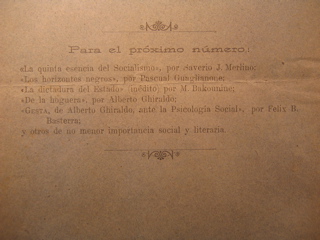 Para el próximo número:
«La quinta esencia del Socialismo», por Saverio J. Merlino;
«Los horizontes negros», por Pascual Guaglianone;
«La dictadura del Estado» inédito, por M. Bakounine;
«De la hoguera», por Alberto Ghiraldo;
«Gesta, de Alberto Ghiraldo, ante la Psicología Social», por Felix B.
Basterra;
y otros de no menor importancia social y literaria